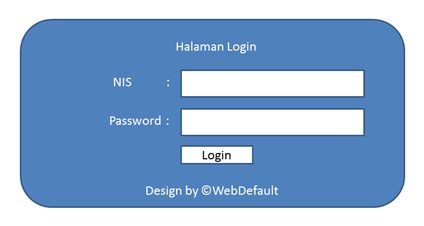 Halaman Login
NIS :
Password :
Login
Design by ©WebDefault